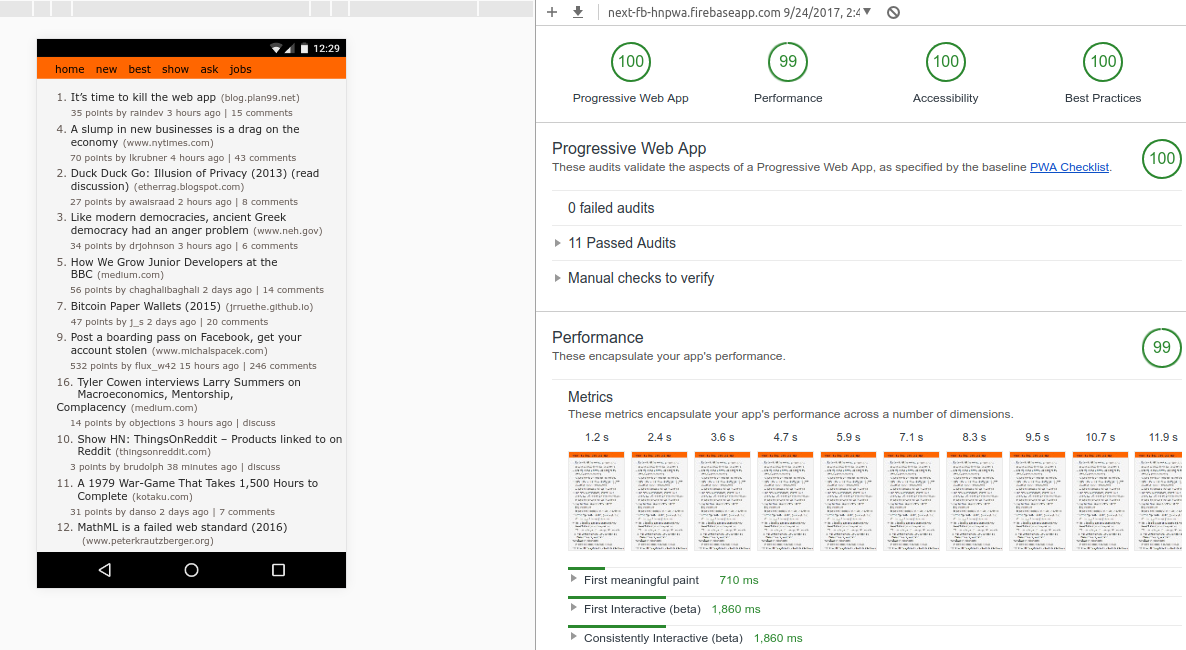 12:29
home new best show ask jobs
1. It's time to kill the web app (blog.plan99.net)
35 points by raindev 3 hours ago | 15 comments
4. A slump in new businesses is a drag on the
economy (www.nytimes.com)
70 points by lkrubner 4 hours ago | 43 comments
2. Duck Duck Go: Illusion of Privacy (2013) (read
discussion) (etherrag.blogspot.com)
27 points by awaisraad 2 hours ago | 8 comments
3. Like modern democracies, ancient Greek
democracy had an anger problem (www.neh.gov)
34 points by drjohnson 3 hours ago | 6 comments
5. How We Grow Junior Developers at the
BBC (medium.com)
56 points by chaghalibaghali 2 days ago | 14 comments
7. Bitcoin Paper Wallets (2015) (jrruethe.github.io)
47 points by j_s 2 days ago | 20 comments
9. Post a boarding pass on Facebook, get your
account stolen (www.michalspacek.com)
532 points by flux_w42 15 hours ago | 246 comments
16. Tyler Cowen interviews Larry Summers on
Macroeconomics, Mentorship,
Complacency (medium.com)
14 points by objections 3 hours ago | discuss
10. Show HN: ThingsOnReddit – Products linked to on
Reddit (thingsonreddit.com)
3 points by brudolph 38 minutes ago | discuss
11. A 1979 War-Game That Takes 1,500 Hours to
Complete (kotaku.com)
31 points by danso 2 days ago | 7 comments
12. MathML is a failed web standard (2016)
(www.peterkrautzberger.org)
next-fb-hnpwa.firebaseapp.com 9/24/2017, 2:4
100 99 100 100
Progressive Web App Performance Accessibility Best Practices
Progressive Web App
These audits validate the aspects of a Progressive Web App, as specified by the baseline PWA Checklist.
100
0 failed audits
11 Passed Audits
Manual checks to verify
Performance
These encapsulate your app's performance.
99
Metrics
These metrics encapsulate your app's performance across a number of dimensions.
1.2 s 2.4 s 3.6 s 4.7 s 5.9 s 7.1 s 8.3 s 9.5 s 10.7 s 11.9 s
First meaningful paint 710 ms
First Interactive (beta) 1,860 ms
Consistently Interactive (beta) 1,860 ms